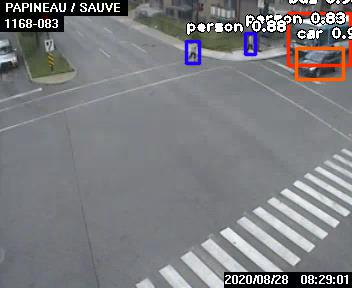 PAPINEAU / SAUVE
1168-083
person 0.88
person 0.83
car 0.9
2020/08/28 08:29:01